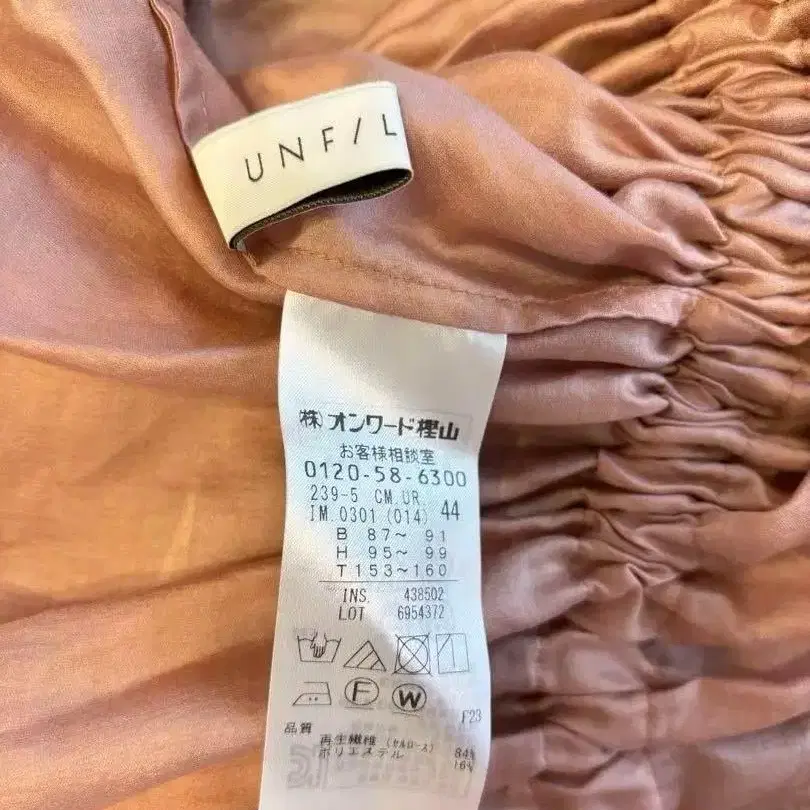 UNF/L
(株)オンワード樫山
お客様相談室
0120-58-6300
239-5 CM.UR
IM.0301 (014) 44
B 87～ 91
H 95～ 99
T 153～160
INS. 438502
LOT 6954372
F W
F23
品質
再生繊維 (セルロース) 84%
ポリエステル 16%